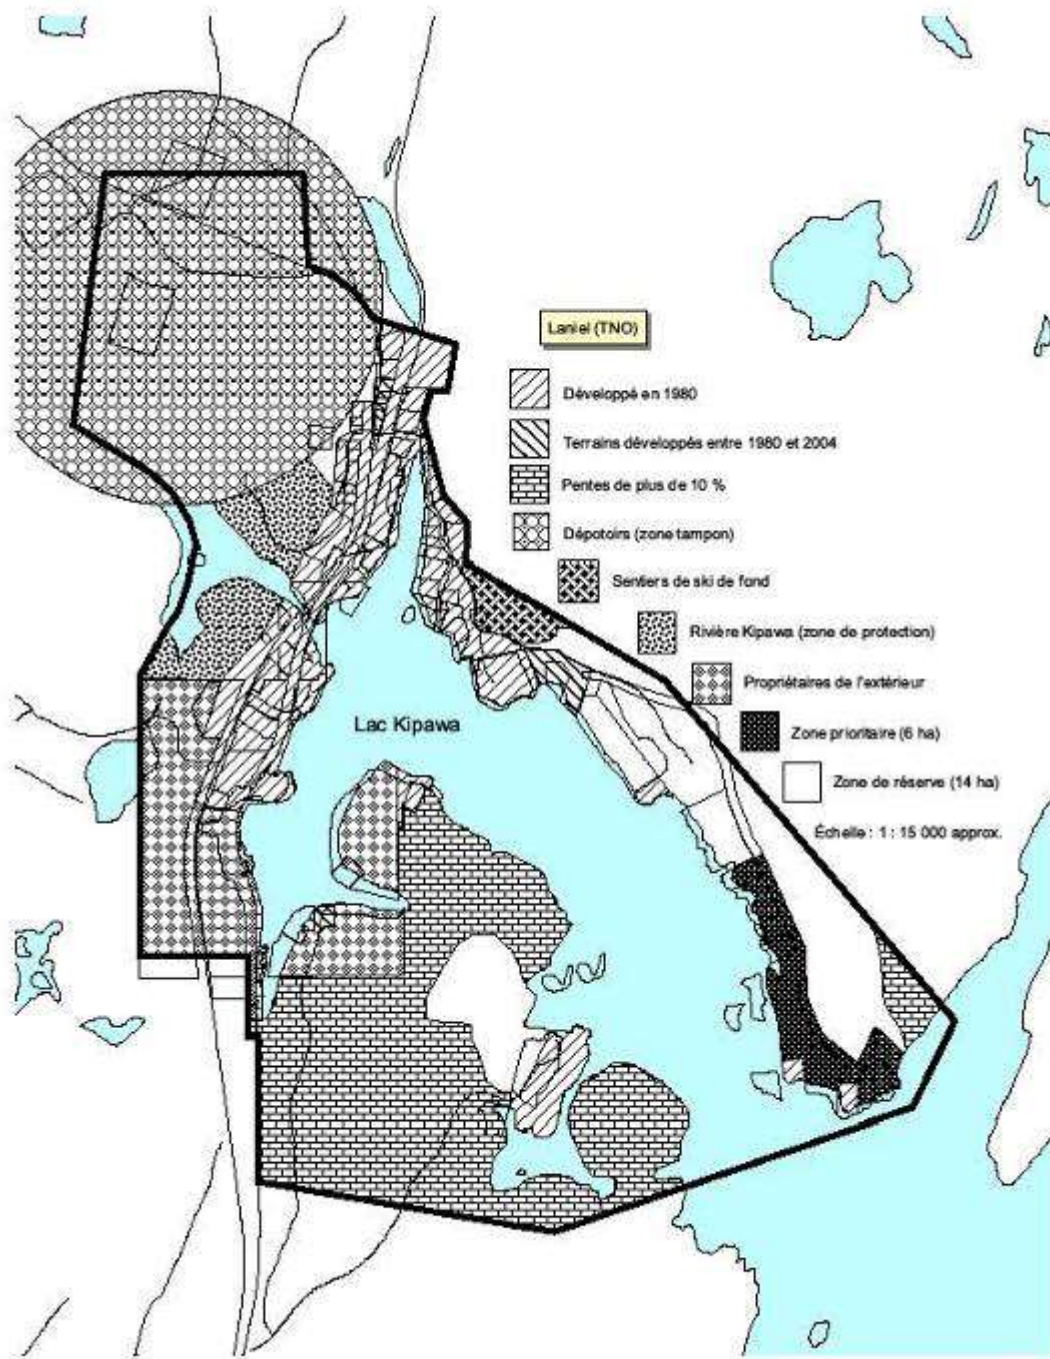 Laniel (TNO)
Développé en 1980
Terrains développés entre 1980 et 2004
Pentes de plus de 10 %
Dépotoirs (zone tampon)
Sentiers de ski de fond
Rivière Kipawa (zone de protection)
Propriétaires de l'extérieur
Lac Kipawa
Zone prioritaire (6 ha)
Zone de réserve (14 ha)
Échelle : 1 : 15 000 approx.